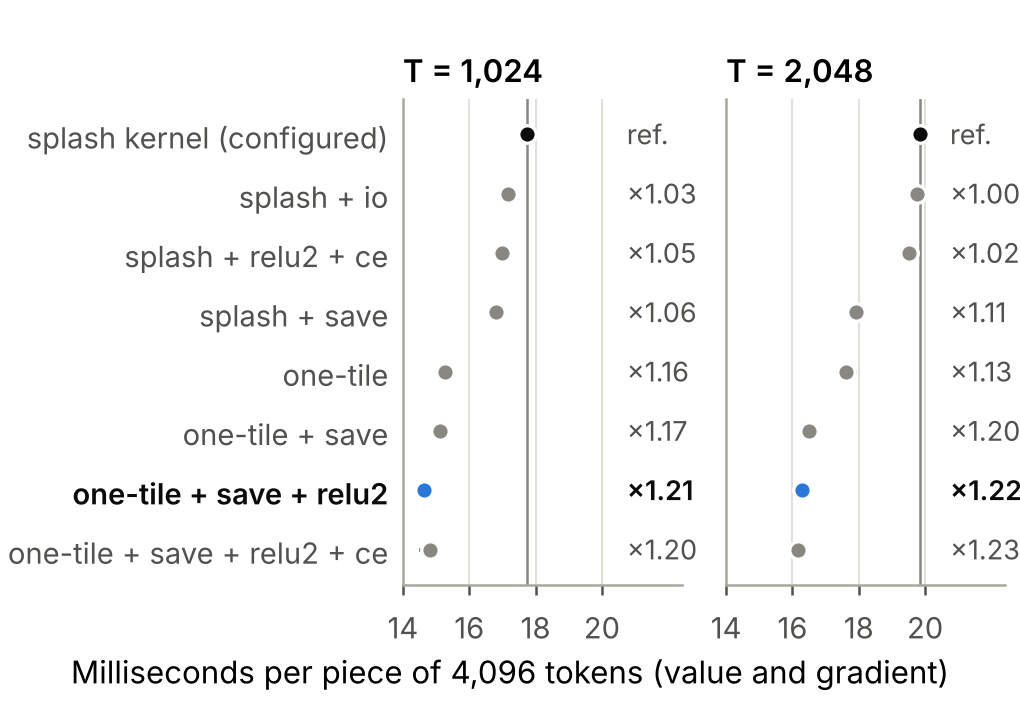 T = 1,024
T = 2,048
splash kernel (configured) ref. ref.
splash + io ×1.03 ×1.00
splash + relu2 + ce ×1.05 ×1.02
splash + save ×1.06 ×1.11
one-tile ×1.16 ×1.13
one-tile + save ×1.17 ×1.20
one-tile + save + relu2 ×1.21 ×1.22
one-tile + save + relu2 + ce ×1.20 ×1.23
14 16 18 20 14 16 18 20
Milliseconds per piece of 4,096 tokens (value and gradient)